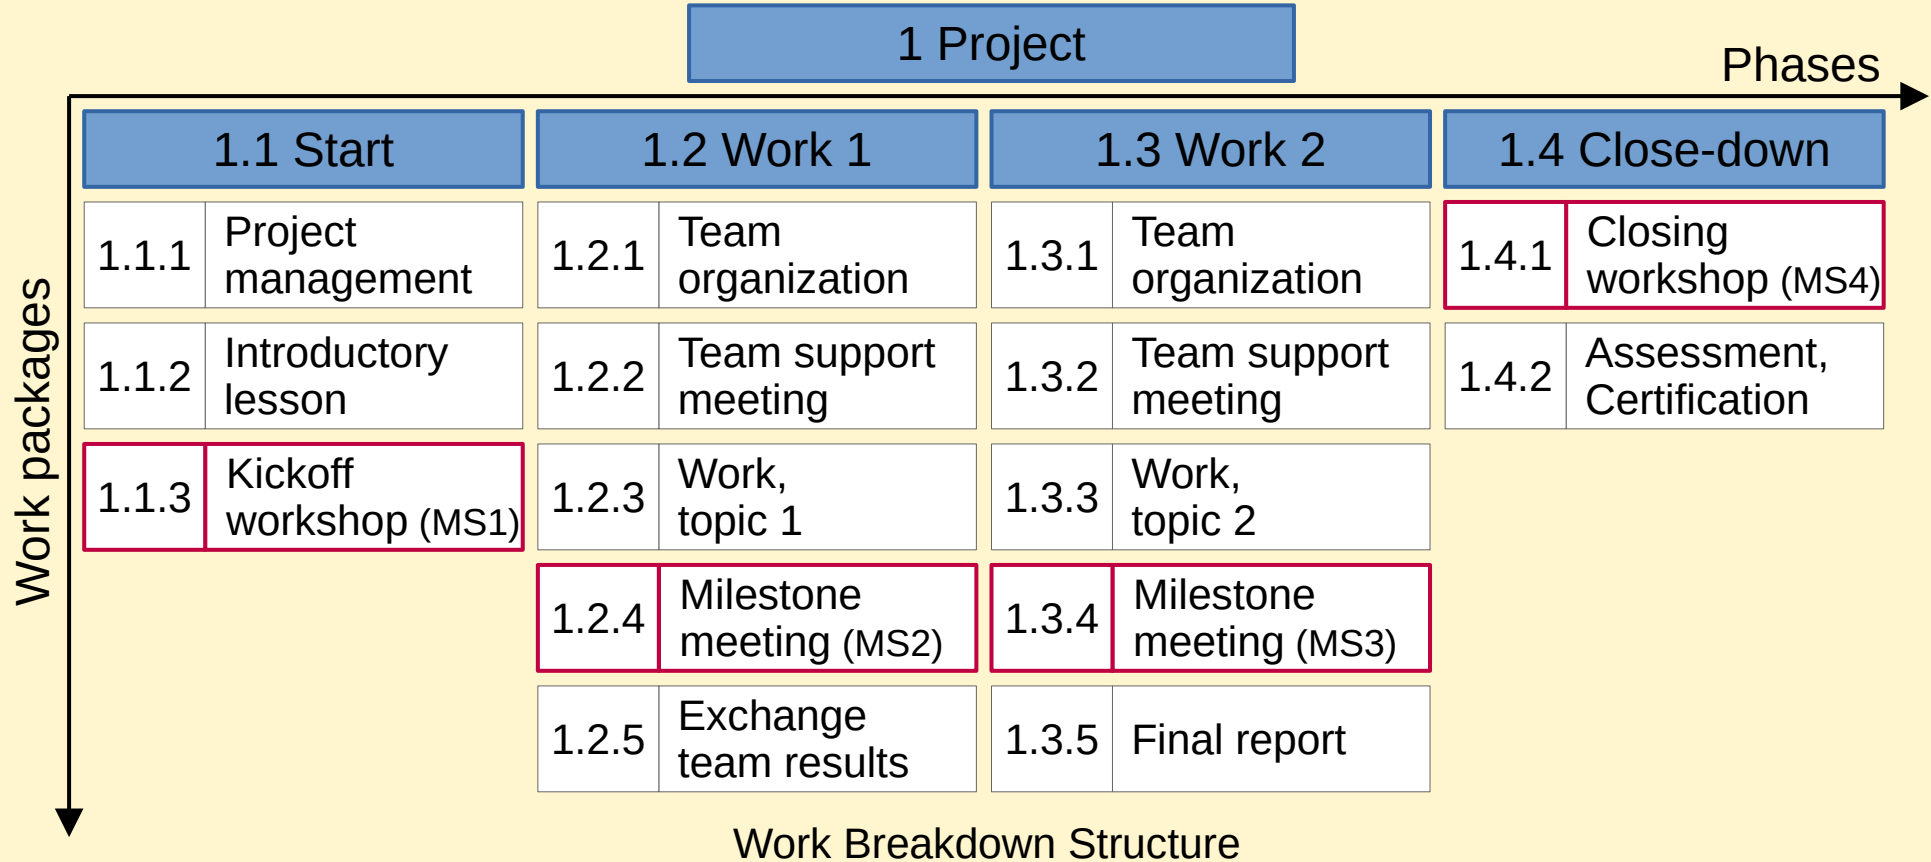 1 Project
Phases
Work packages
1.1 Start
1.1.1
Project
management
1.1.2
Introductory
lesson
1.1.3
Kickoff
workshop (MS1)
1.2 Work 1
1.2.1
Team
organization
1.2.2
Team support
meeting
1.2.3
Work,
topic 1
1.2.4
Milestone
meeting (MS2)
1.2.5
Exchange
team results
1.3 Work 2
1.3.1
Team
organization
1.3.2
Team support
meeting
1.3.3
Work,
topic 2
1.3.4
Milestone
meeting (MS3)
1.3.5
Final report
1.4 Close-down
1.4.1
Closing
workshop (MS4)
1.4.2
Assessment,
Certification
Work Breakdown Structure